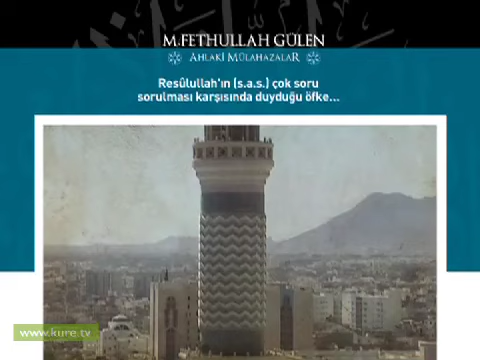 M.FETHULLAH GÜLEN
AHLAKİ MÜLAHAZALAR
Resûlullah'ın (s.a.s.) çok soru
sorulması karşısında duyduğu öfke...
www.kure.tv